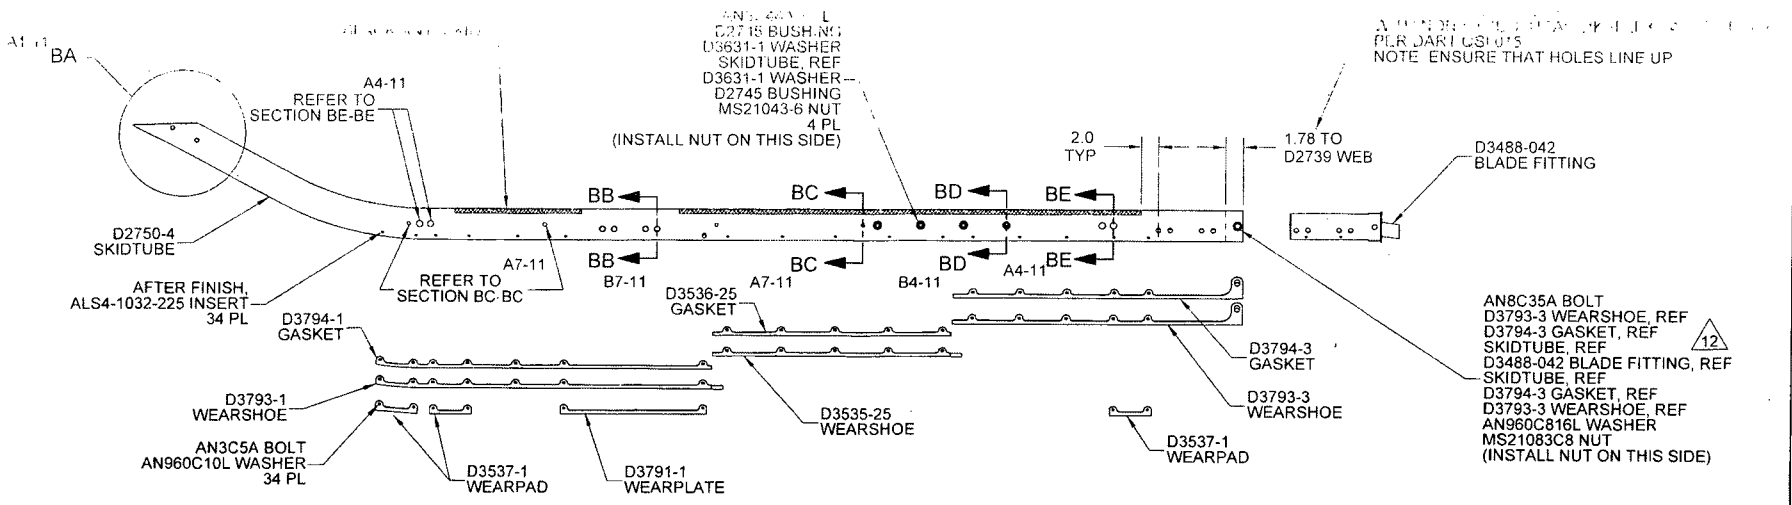 BA
A4-11
REFER TO
SECTION BE-BE
BUSHING
D3631-1 WASHER
SKIDTUBE, REF
D3631-1 WASHER
D2745 BUSHING
MS21043-6 NUT
4 PL
(INSTALL NUT ON THIS SIDE)
NOTE ENSURE THAT HOLES LINE UP
2.0
TYP
1.78 TO
D2739 WEB
D3488-042
BLADE FITTING
BB
BC
BD
BE
D2750-4
SKIDTUBE
BB
BC
BD
BE
A7-11
B7-11
A7-11
B4-11
A4-11
REFER TO
SECTION BC-BC
AFTER FINISH,
ALS4-1032-225 INSERT
34 PL
D3794-1
GASKET
D3536-25
GASKET
D3794-3
GASKET
D3793-1
WEARSHOE
D3535-25
WEARSHOE
D3793-3
WEARSHOE
AN3C5A BOLT
AN960C10L WASHER
34 PL
D3537-1
WEARPAD
D3791-1
WEARPLATE
D3537-1
WEARPAD
AN8C35A BOLT
D3793-3 WEARSHOE, REF
D3794-3 GASKET, REF
SKIDTUBE, REF
D3488-042 BLADE FITTING, REF
SKIDTUBE, REF
D3794-3 GASKET, REF
D3793-3 WEARSHOE, REF
AN960C816L WASHER
MS21083C8 NUT
(INSTALL NUT ON THIS SIDE)
12